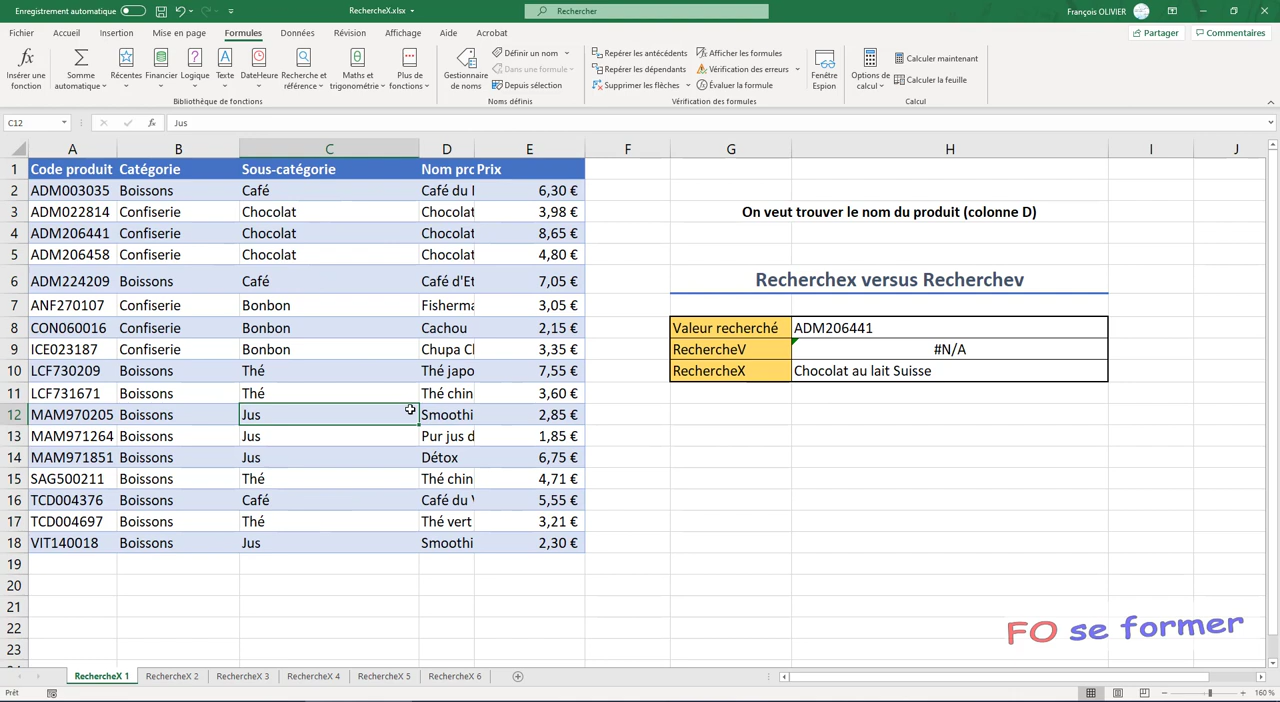 Enregistrement automatique
RechercheX.xlsx
Rechercher
François OLIVIER
Fichier Accueil Insertion Mise en page Formules Données Révision Affichage Aide Acrobat
Partager Commentaires
Insérer une fonction
Somme automatique
Récentes
Financier
Logique
Texte
DateHeure
Recherche et référence
Maths et trigonométrie
Plus de fonctions
Bibliothèque de fonctions
Gestionnaire de noms
Définir un nom
Dans une formule
Depuis sélection
Noms définis
Repérer les antécédents
Repérer les dépendants
Supprimer les flèches
Afficher les formules
Vérification des erreurs
Évaluer la formule
Fenêtre Espion
Vérification des formules
Options de calcul
Calculer maintenant
Calculer la feuille
Calcul
C12 fx Jus
A B C D E F G H I J
1 Code produit Catégorie Sous-catégorie Nom prc Prix
2 ADM003035 Boissons Café Café du 6,30 €
3 ADM022814 Confiserie Chocolat Chocolat 3,98 €
On veut trouver le nom du produit (colonne D)
4 ADM206441 Confiserie Chocolat Chocolat 8,65 €
5 ADM206458 Confiserie Chocolat Chocolat 4,80 €
6 ADM224209 Boissons Café Café d'Et 7,05 €
Recherchex versus Recherchev
7 ANF270107 Confiserie Bonbon Fisherma 3,05 €
8 CON060016 Confiserie Bonbon Cachou 2,15 €
Valeur recherché ADM206441
9 ICE023187 Confiserie Bonbon Chupa Cl 3,35 €
RechercheV #N/A
10 LCF730209 Boissons Thé Thé japo 7,55 €
RechercheX Chocolat au lait Suisse
11 LCF731671 Boissons Thé Thé chin 3,60 €
12 MAM970205 Boissons Jus Smoothi 2,85 €
13 MAM971264 Boissons Jus Pur jus d 1,85 €
14 MAM971851 Boissons Jus Détox 6,75 €
15 SAG500211 Boissons Thé Thé chin 4,71 €
16 TCD004376 Boissons Café Café du V 5,55 €
17 TCD004697 Boissons Thé Thé vert 3,21 €
18 VIT140018 Boissons Jus Smoothi 2,30 €
19
20
21
22
23
FO se former
RechercheX 1 RechercheX 2 RechercheX 3 RechercheX 4 RechercheX 5 RechercheX 6
Prêt
160 %